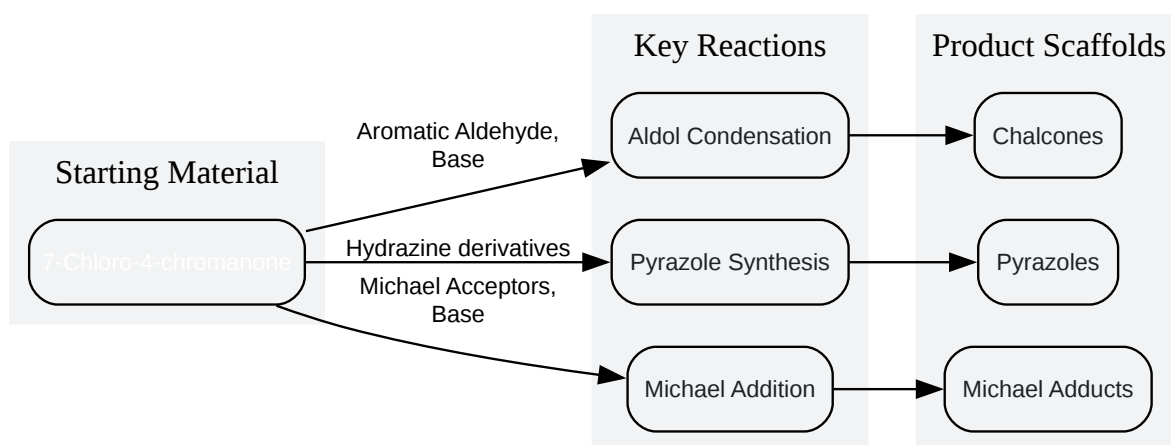 Key Reactions
Product Scaffolds
Aromatic Aldehyde,
Base
Aldol Condensation
Chalcones
Starting Material
7-Chloro-4-chromanone
Hydrazine derivatives
Pyrazole Synthesis
Pyrazoles
Michael Acceptors,
Base
Michael Addition
Michael Adducts